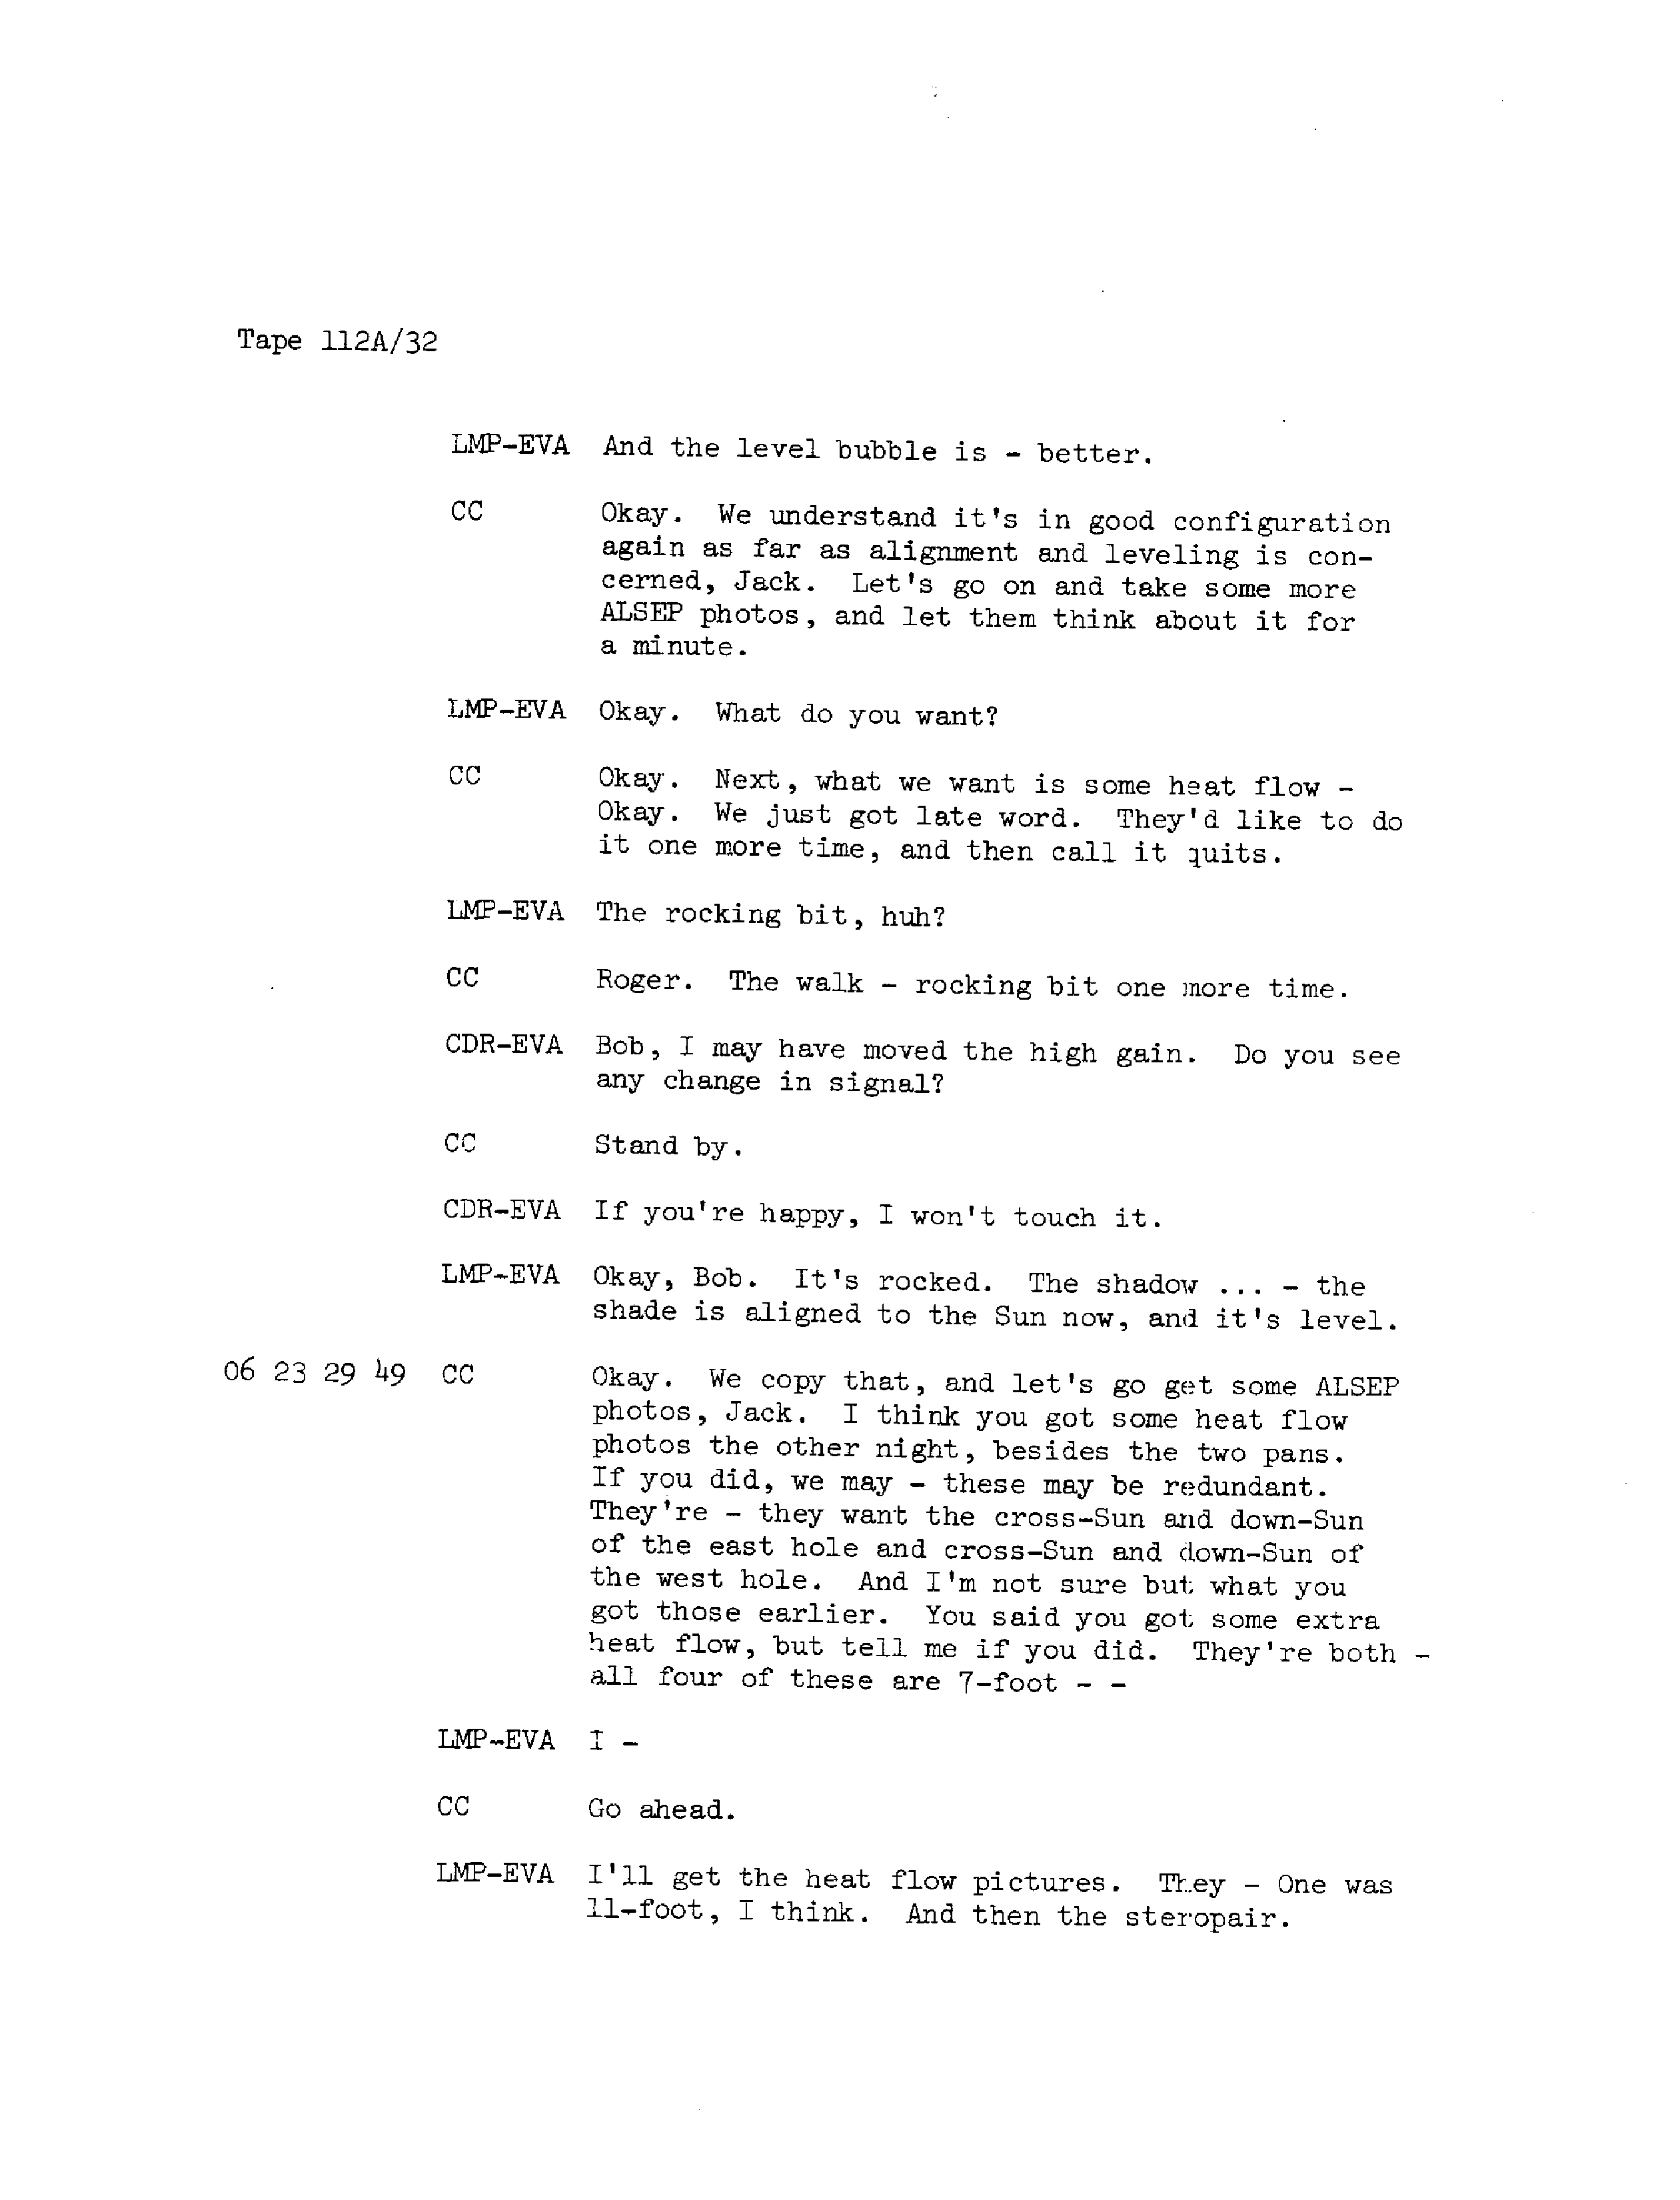 Tape 112A/32
LMP-EVA And the level bubble is - better.
CC Okay. We understand it's in good configuration
again as far as alignment and leveling is con-
cerned, Jack. Let's go on and take some more
ALSEP photos, and let them think about it for
a minute.
LMP-EVA Okay. What do you want?
CC Okay. Next, what we want is some heat flow -
Okay. We just got late word. They'd like to do
it one more time, and then call it quits.
LMP-EVA The rocking bit, huh?
CC Roger. The walk - rocking bit one more time.
CDR-EVA Bob, I may have moved the high gain. Do you see
any change in signal?
CC Stand by.
CDR-EVA If you're happy, I won't touch it.
LMP-EVA Okay, Bob. It's rocked. The shadow ... - the
shade is aligned to the Sun now, and it's level.
06 23 29 49 CC Okay. We copy that, and let's go get some ALSEP
photos, Jack. I think you got some heat flow
photos the other night, besides the two pans.
If you did, we may - these may be redundant.
They're - they want the cross-Sun and down-Sun
of the east hole and cross-Sun and down-Sun of
the west hole. And I'm not sure but what you
got those earlier. You said you got some extra
heat flow, but tell me if you did. They're both -
all four of these are 7-foot - -
LMP-EVA I -
CC Go ahead.
LMP-EVA I'll get the heat flow pictures. They - One was
11-foot, I think. And then the steropair.